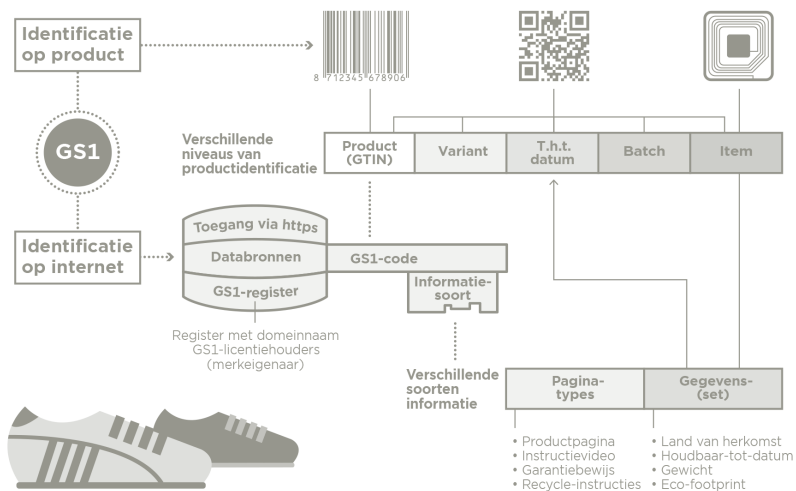 Identificatie
op product
8 712345 678906
GS1
Verschillende
niveaus van
productidentificatie
Product
(GTIN)
Variant
T.h.t.
datum
Batch
Item
Identificatie
op internet
Toegang via https
Databronnen
GS1-register
GS1-code
Informatie-
soort
Register met domeinnaam
GS1-licentiehouders
(merkeigenaar)
Verschillende
soorten
informatie
Pagina-
types
Gegevens-
(set)
• Productpagina
• Instructievideo
• Garantiebewijs
• Recycle-instructies
• Land van herkomst
• Houdbaar-tot-datum
• Gewicht
• Eco-footprint